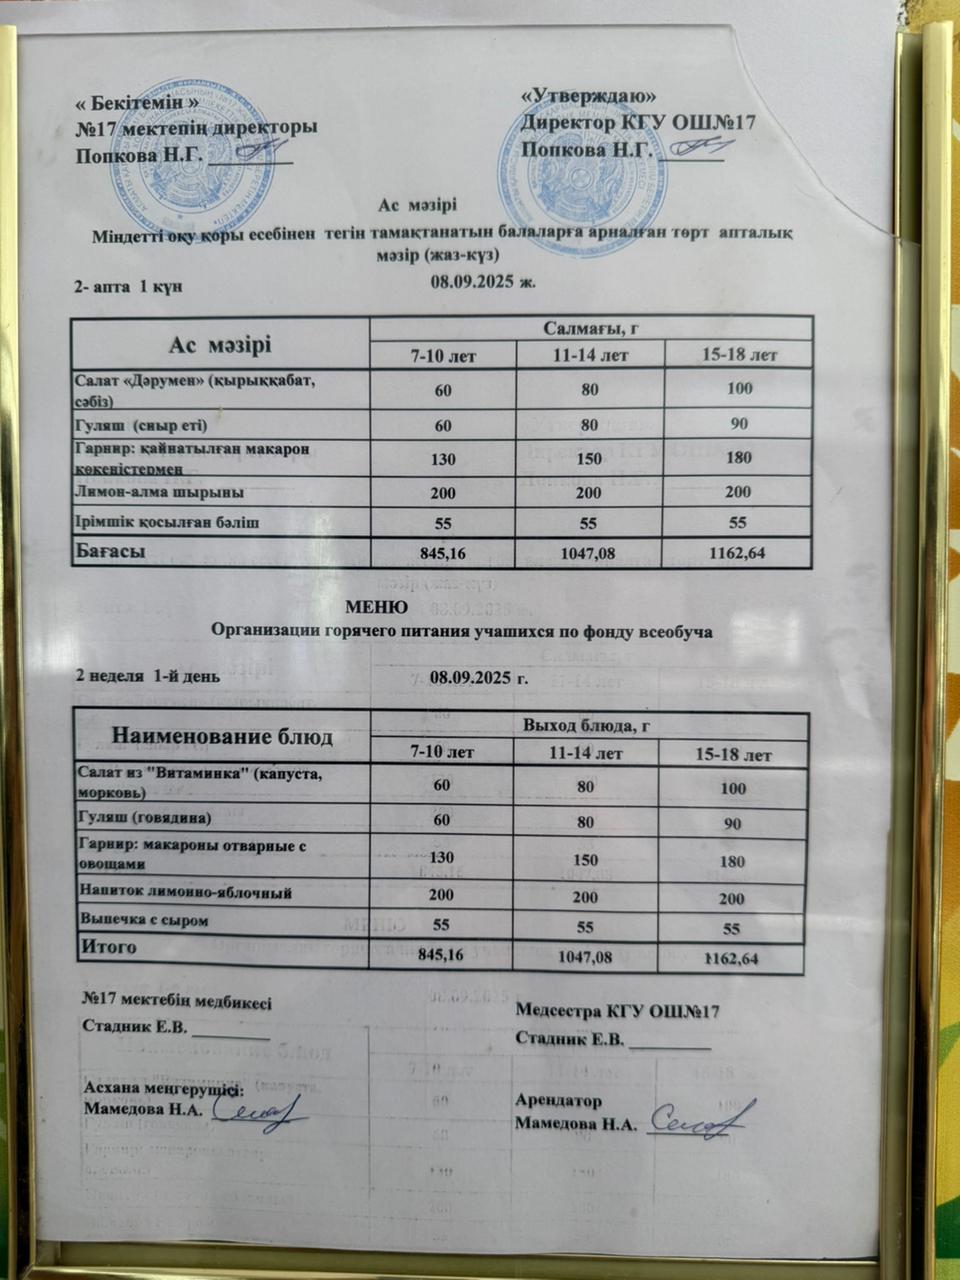 « Бекітемін »
№17 мектепің директоры
Попкова Н.Г.
«Утверждаю»
Директор КГУ ОШ№17
Попкова Н.Г.
Ас мәзірі
Міндетті оқу қоры есебінен тегін тамақтанатын балаларға арналған төрт апталық
мәзір (жаз-күз)
2- апта 1 күн 08.09.2025 ж.
Ас мәзірі Салмағы, г
7-10 лет 11-14 лет 15-18 лет
Салат «Дәрумен» (қырыққабат,
сәбіз) 60 80 100
Гуляш (сиыр еті) 60 80 90
Гарнир: қайнатылған макарон
көкөністермен 130 150 180
Лимон-алма шырыны 200 200 200
Ірімшік қосылған бәліш 55 55 55
Бағасы 845,16 1047,08 1162,64
МЕНЮ
Организации горячего питания учашихся по фонду всеобуча
2 неделя 1-й день 08.09.2025 г.
Наименование блюд Выход блюда, г
7-10 лет 11-14 лет 15-18 лет
Салат из "Витаминка" (капуста,
морковь) 60 80 100
Гуляш (говядина) 60 80 90
Гарнир: макароны отварные с
овощами 130 150 180
Напиток лимонно-яблочный 200 200 200
Выпечка с сыром 55 55 55
Итого 845,16 1047,08 1162,64
№17 мектебің медбикесі
Стадник Е.В.
Медсестра КГУ ОШ№17
Стадник Е.В.
Асхана меңгерушісі:
Мамедова Н.А.
Арендатор
Мамедова Н.А.